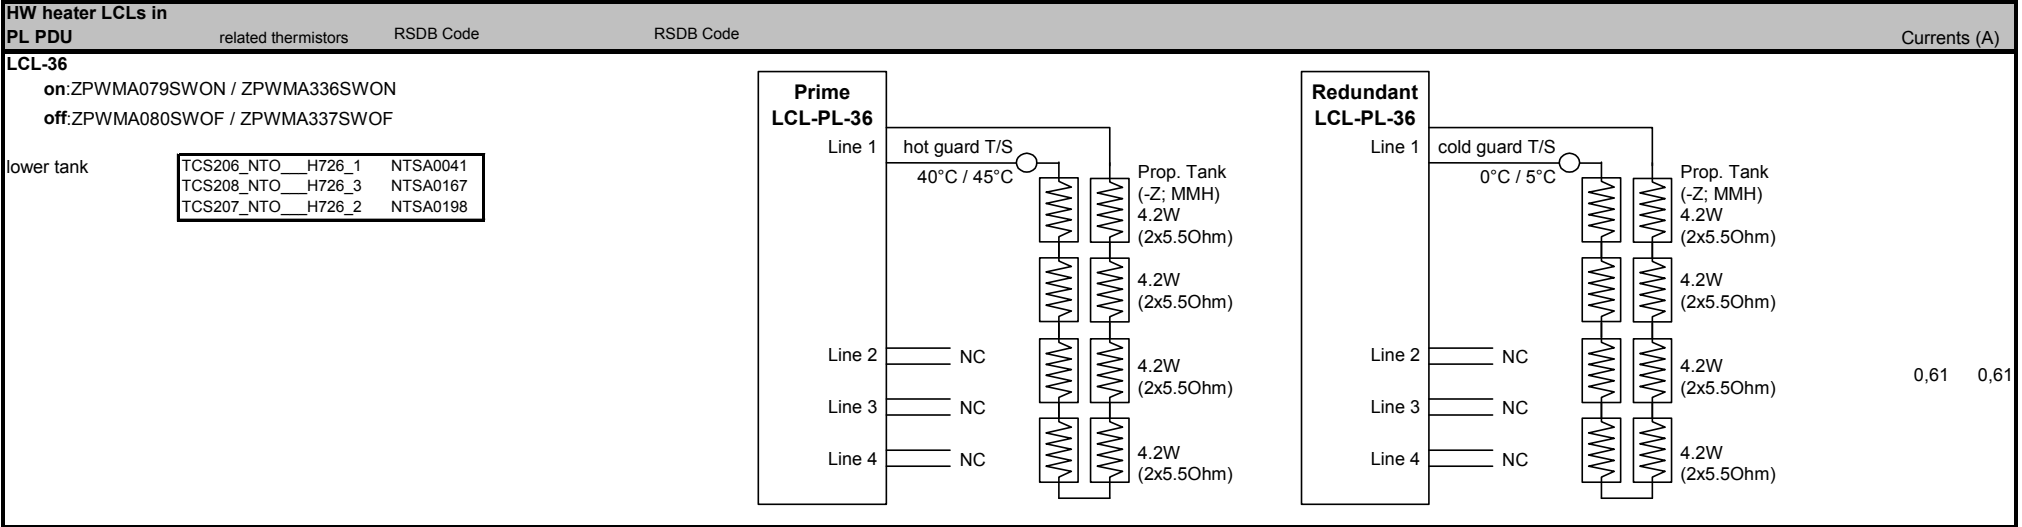 HW heater LCLs in
PL PDU related thermistors RSDB Code RSDB Code Currents (A)
LCL-36
on:ZPWMA079SWON / ZPWMA336SWON
off:ZPWMA080SWOF / ZPWMA337SWOF
lower tank
TCS206_NTO___H726_1 NTSA0041
TCS208_NTO___H726_3 NTSA0167
TCS207_NTO___H726_2 NTSA0198
Prime
LCL-PL-36
Line 1 hot guard T/S
40°C / 45°C
Prop. Tank
(-Z; MMH)
4.2W
(2x5.5Ohm)
4.2W
(2x5.5Ohm)
Line 2 NC
4.2W
(2x5.5Ohm)
Line 3 NC
Line 4 NC
4.2W
(2x5.5Ohm)
Redundant
LCL-PL-36
Line 1 cold guard T/S
0°C / 5°C
Prop. Tank
(-Z; MMH)
4.2W
(2x5.5Ohm)
4.2W
(2x5.5Ohm)
Line 2 NC
4.2W
(2x5.5Ohm)
Line 3 NC
Line 4 NC
4.2W
(2x5.5Ohm)
0,61 0,61